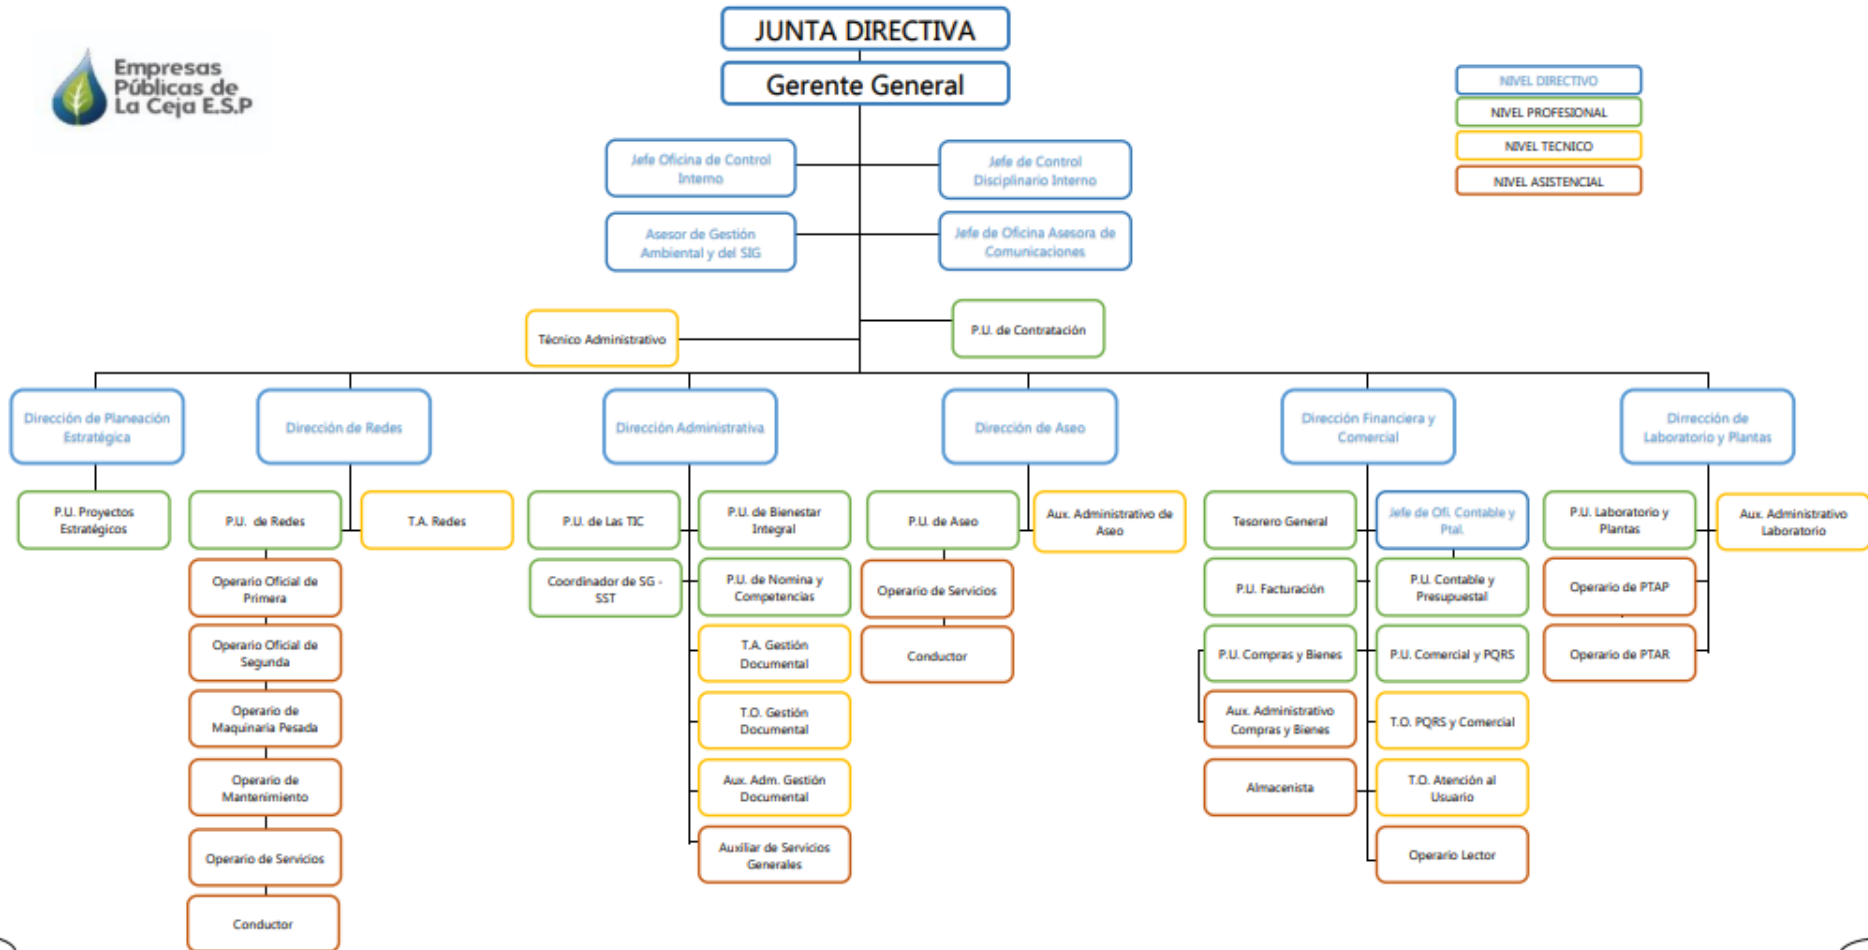 JUNTA DIRECTIVA
Gerente General
Empresas
Públicas de
La Ceja E.S.P
NIVEL DIRECTIVO
NIVEL PROFESIONAL
NIVEL TECNICO
NIVEL ASISTENCIAL
Jefe Oficina de Control
Interno
Jefe de Control
Disciplinario Interno
Asesor de Gestión
Ambiental y del SIG
Jefe de Oficina Asesora de
Comunicaciones
Técnico Administrativo
P.U. de Contratación
Dirección de Planeación
Estratégica
Dirección de Redes
Dirección Administrativa
Dirección de Aseo
Dirección Financiera y
Comercial
Dirrección de
Laboratorio y Plantas
P.U. Proyectos
Estratégicos
P.U. de Redes
T.A. Redes
Operario Oficial de
Primera
Operario Oficial de
Segunda
Operario de
Maquinaria Pesada
Operario de
Mantenimiento
Operario de Servicios
Conductor
P.U. de Las TIC
P.U. de Bienestar
Integral
Coordinador de SG -
SST
P.U. de Nomina y
Competencias
T.A. Gestión
Documental
T.O. Gestión
Documental
Aux. Adm. Gestión
Documental
Auxiliar de Servicios
Generales
P.U. de Aseo
Aux. Administrativo de
Aseo
Operario de Servicios
Conductor
Tesorero General
Jefe de Ofi. Contable y
Ptal.
P.U. Facturación
P.U. Contable y
Presupuestal
P.U. Compras y Bienes
P.U. Comercial y PQRS
Aux. Administrativo
Compras y Bienes
T.O. PQRS y Comercial
Almacenista
T.O. Atención al
Usuario
Operario Lector
P.U. Laboratorio y
Plantas
Aux. Administrativo
Laboratorio
Operario de PTAP
Operario de PTAR